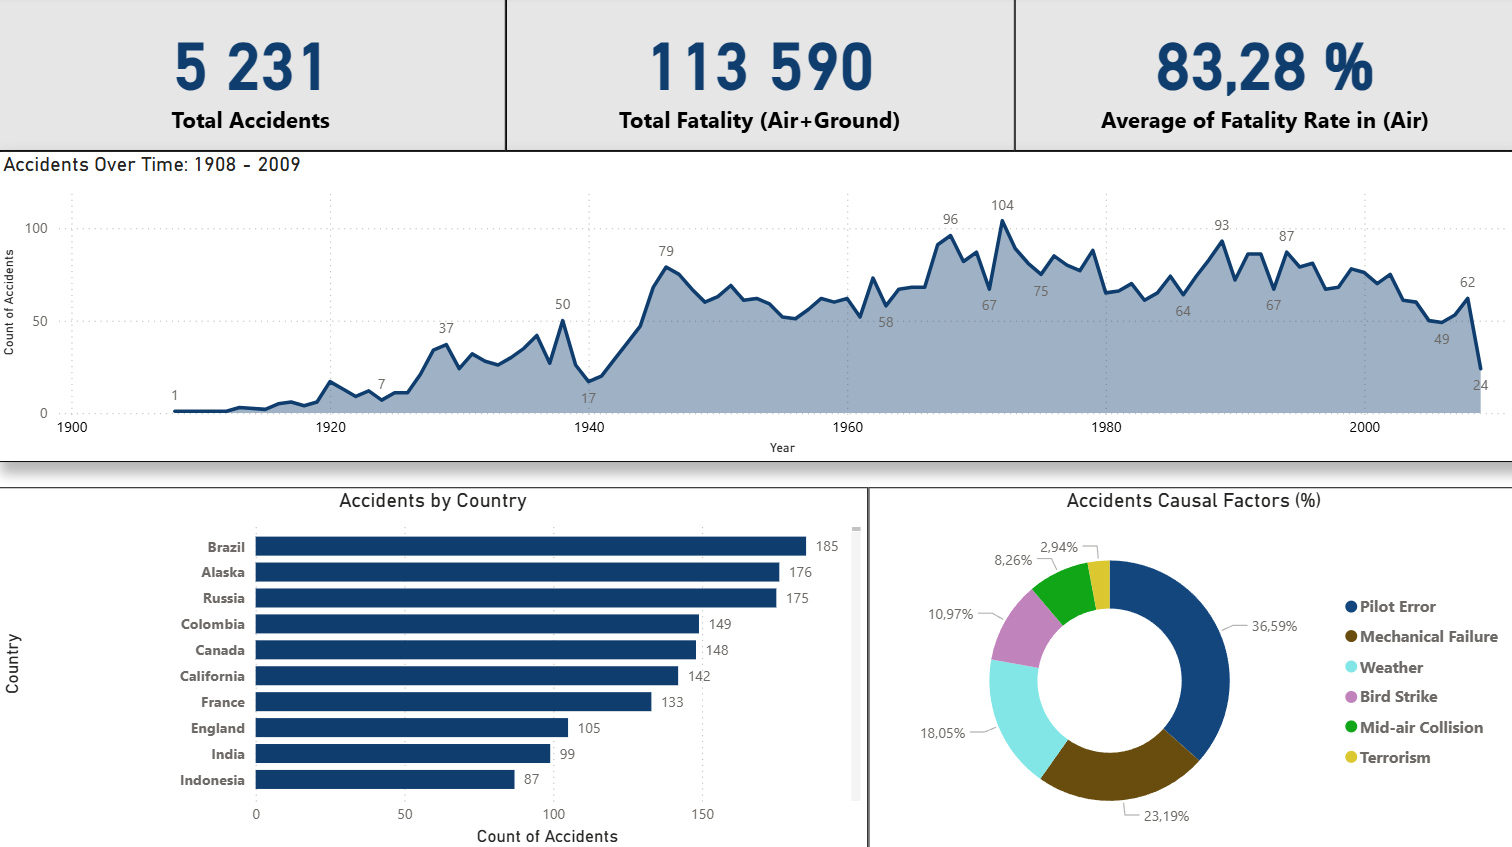 5 231
Total Accidents
113 590
Total Fatality (Air+Ground)
83,28 %
Average of Fatality Rate in (Air)
Accidents Over Time: 1908 - 2009
Count of Accidents
100
50
0
1
7
37
50
17
79
58
96
67
104
75
64
93
67
87
49
62
24
1900
1920
1940
1960
1980
2000
Year
Accidents by Country
Country
Brazil 185
Alaska 176
Russia 175
Colombia 149
Canada 148
California 142
France 133
England 105
India 99
Indonesia 87
0
50
100
150
Count of Accidents
Accidents Causal Factors (%)
2,94%
8,26%
10,97%
18,05%
23,19%
36,59%
Pilot Error
Mechanical Failure
Weather
Bird Strike
Mid-air Collision
Terrorism